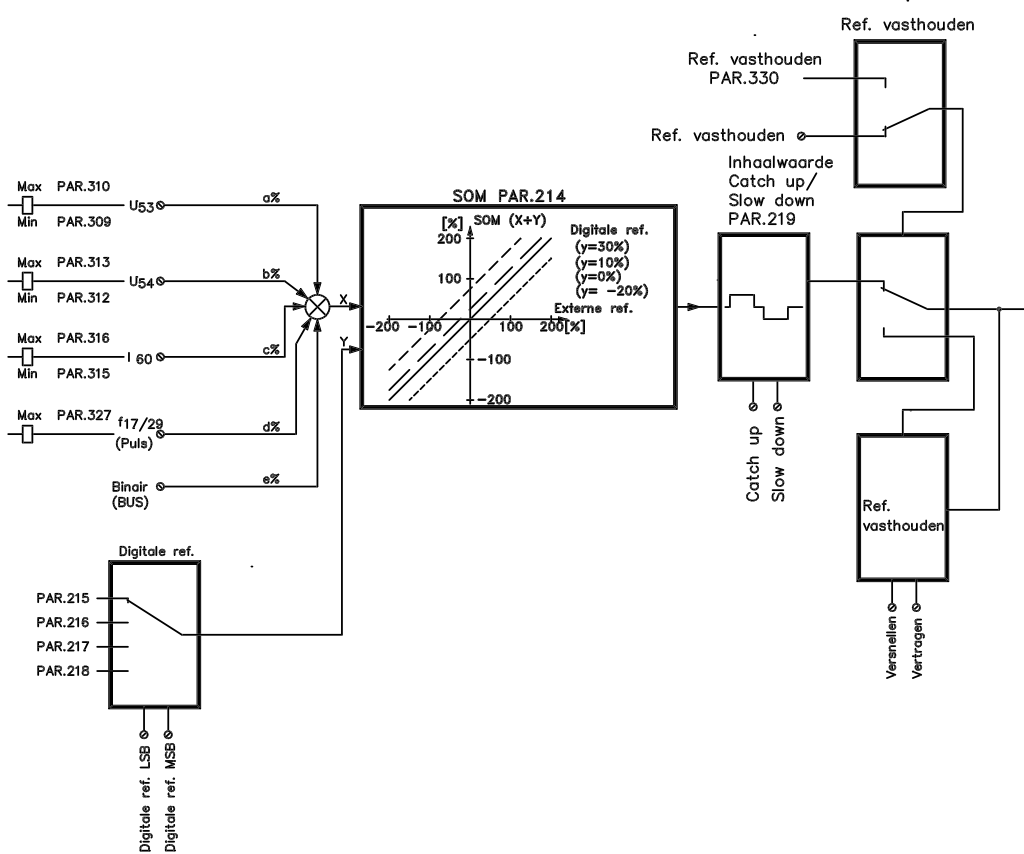 Ref. vasthouden
Ref. vasthouden
PAR.330
Ref. vasthouden
Inhaalwaarde
Catch up/
Slow down
PAR.219
Max PAR.310
U53
Min PAR.309
a%
Max PAR.313
U54
Min PAR.312
b%
Max PAR.316
I 60
Min PAR.315
c%
Max PAR.327
f17/29
(Puls)
d%
Binair
(BUS)
e%
X
Y
SOM PAR.214
[%] SOM (X+Y)
200
100
-200 -100
100 200[%]
-100
-200
Digitale ref.
(y=30%)
(y=10%)
(y=0%)
(y= -20%)
Externe ref.
Catch up
Slow down
Ref.
vasthouden
Versnellen
Vertragen
Digitale ref.
PAR.215
PAR.216
PAR.217
PAR.218
Digitale ref. LSB
Digitale ref. MSB